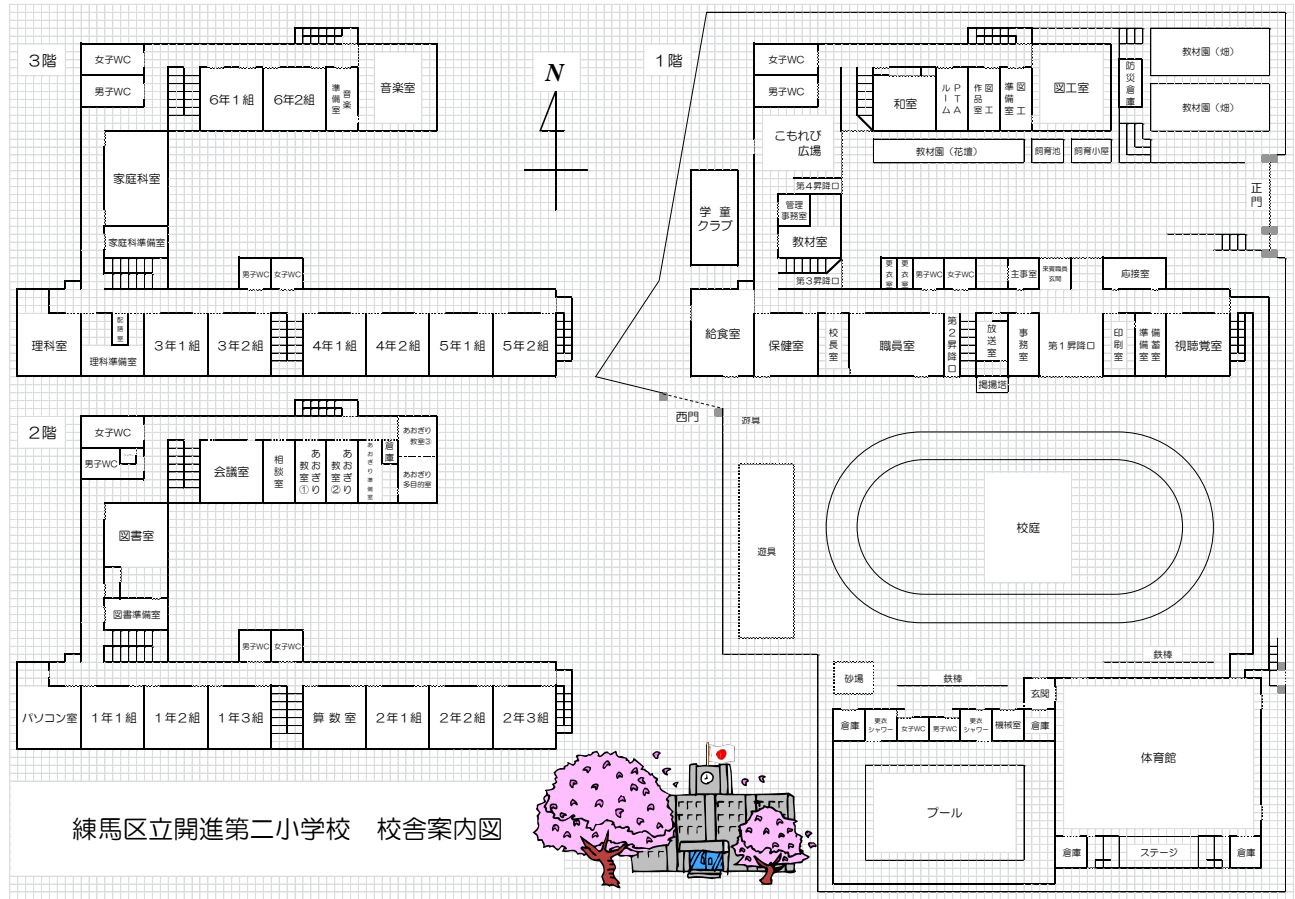 3階
女子WC
男子WC
6年1組
6年2組
音楽
準備室
音楽室
家庭科室
家庭科準備室
男子WC
女子WC
理科室
配膳室
理科準備室
3年1組
3年2組
4年1組
4年2組
5年1組
5年2組
2階
女子WC
男子WC
会議室
相談室
あおぎり
教室①
あおぎり
教室②
あおぎり準備室
倉庫
あおぎり
教室③
あおぎり
多目的室
図書室
図書準備室
男子WC
女子WC
パソコン室
1年1組
1年2組
1年3組
算数室
2年1組
2年2組
2年3組
練馬区立開進第二小学校 校舎案内図
N
1階
女子WC
男子WC
和室
PTA
ルーム
図工
作品室
図工
準備室
図工室
防災倉庫
教材園（畑）
教材園（畑）
こもれび
広場
教材園（花壇）
飼育池
飼育小屋
正門
学童
クラブ
第4昇降口
管理
事務室
教材室
第3昇降口
更衣室
更衣室
男子WC
女子WC
主事室
来賓職員
玄関
応接室
給食室
保健室
校長室
職員室
第2昇降口
放送室
事務室
第1昇降口
印刷室
備蓄室
準備室
視聴覚室
掲揚塔
西門
遊具
遊具
校庭
鉄棒
砂場
鉄棒
玄関
倉庫
更衣
シャワー
女子WC
男子WC
更衣
シャワー
機械室
倉庫
体育館
プール
倉庫
ステージ
倉庫